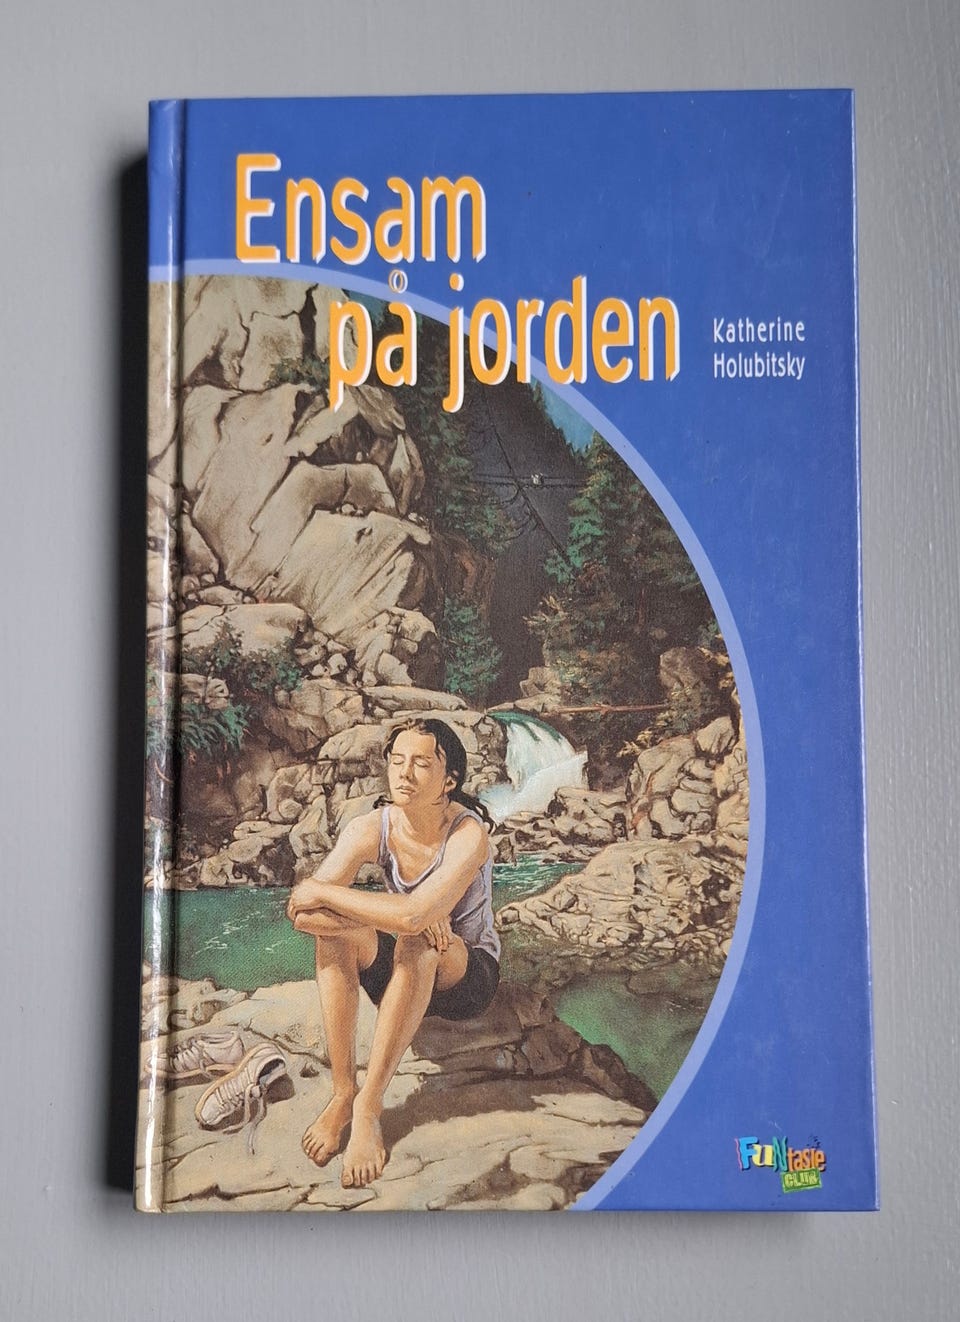 Ensam
på jorden
Katherine
Holubitsky
FuNtasie
CLUB